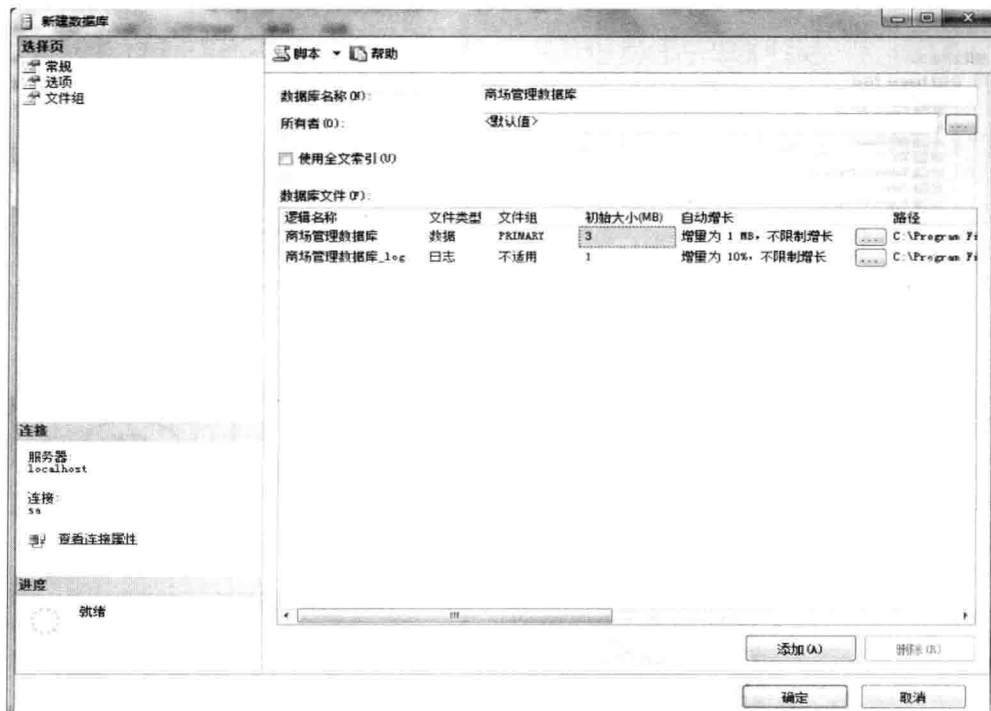 新建数据库
选择页
常规
选项
文件组
脚本 帮助
数据库名称(N): 商场管理数据库
所有者(O): <默认值> ...
使用全文索引(U)
数据库文件(F):
逻辑名称 文件类型 文件组 初始大小(MB) 自动增长 路径
商场管理数据库 数据 PRIMARY 3 增量为 1 MB，不限制增长 ... C:\Program Fi
商场管理数据库_log 日志 不适用 1 增量为 10%，不限制增长 ... C:\Program Fi
连接
服务器:
localhost
连接:
sa
查看连接属性
进度
就绪
添加(A) 删除(R)
确定 取消